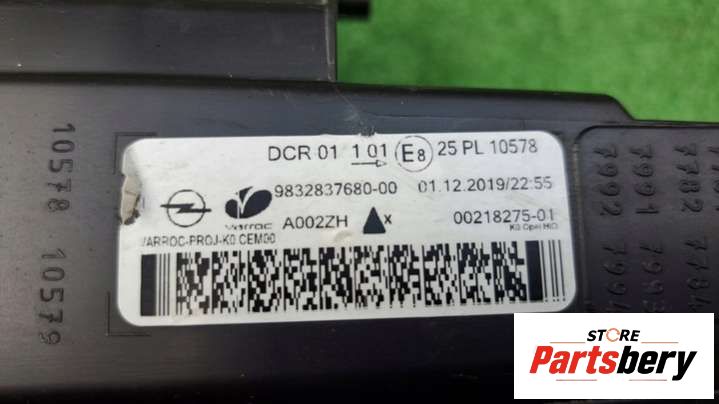 DCR 01 1 01 E8 25 PL 10578
9832837680-00 01.12.2019/22:55
varroc A002ZH X 00218275-01
VARROC-PROJ-K0 CEM00 K0 Opel HID
10578 10579
7992 7991 7782
STORE
Partsbery